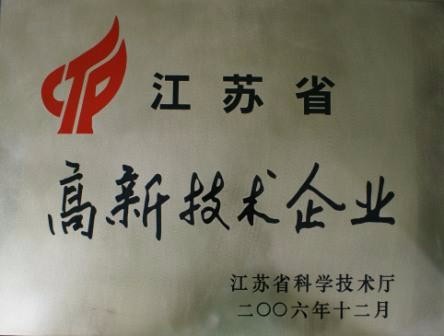 江苏省
高新技术企业
江苏省科学技术厅
二〇〇六年十二月